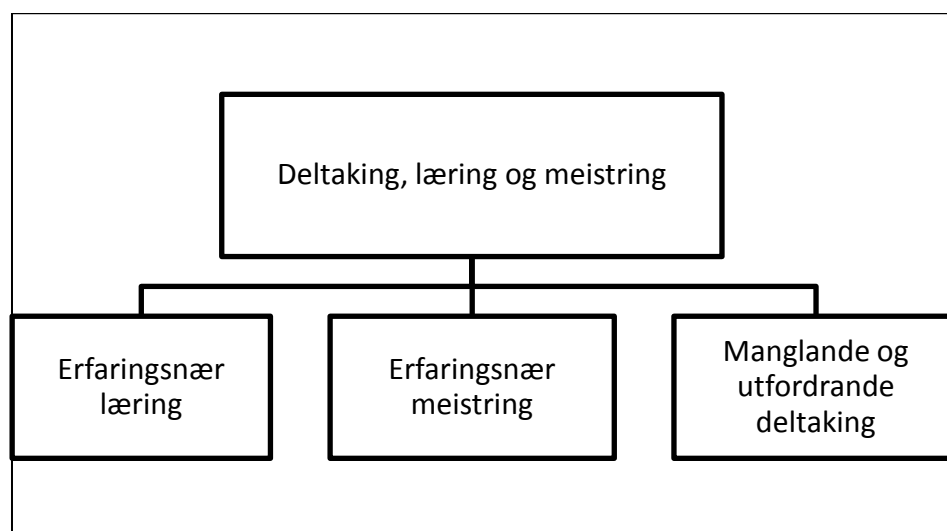 Deltaking, læring og meistring
Erfaringsnær
læring
Erfaringsnær
meistring
Manglande og
utfordrande
deltaking